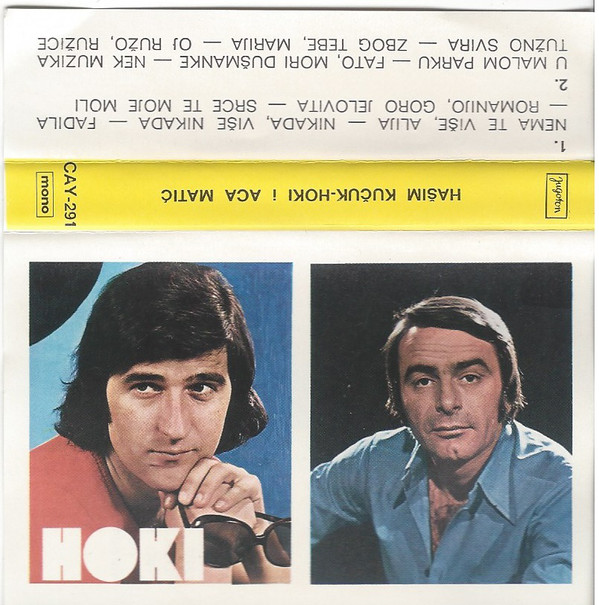 Jugoton
HAŠIM KUČUK-HOKI i ACA MATIĆ
CAY-291
mono
1.
NEMA TE VIŠE, ALIJA — NIKADA, VIŠE NIKADA — FADILA
— ROMANIJO, GORO JELOVITA — SRCE TE MOJE MOLI
2.
U MALOM PARKU — FATO, MORI DUŠMANKE — NEK MUZIKA
TUŽNO SVIRA — ZBOG TEBE, MARIJA — OJ RUŽO, RUŽICE
HOKI